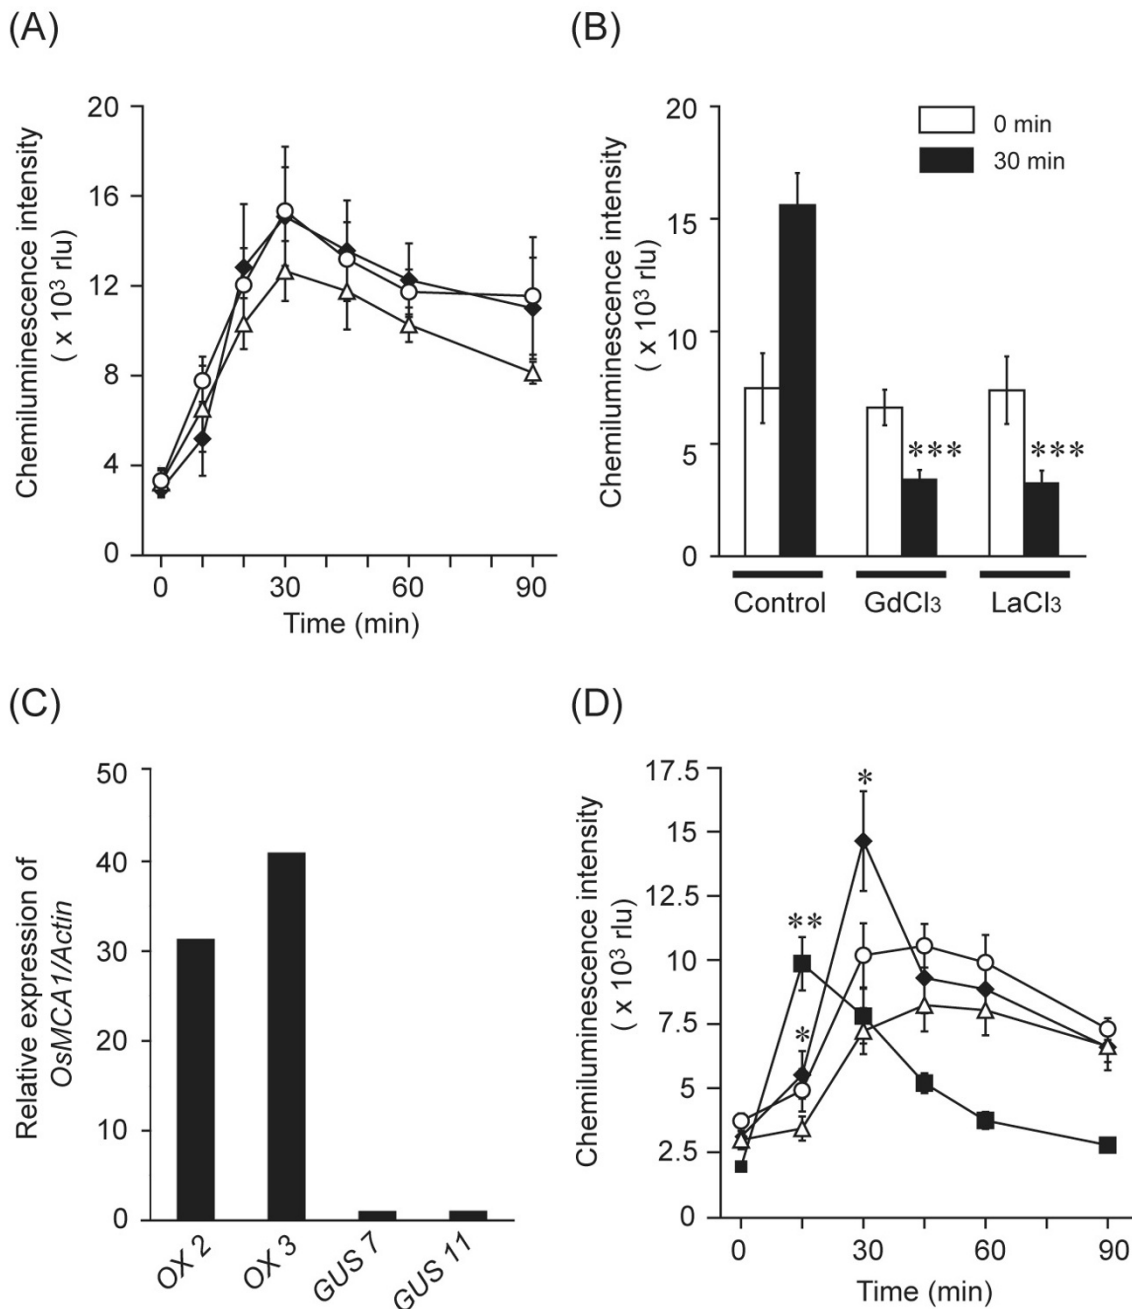 (A)
Chemiluminescence intensity
( x 10³ rlu)
20
16
12
8
4
0
0 30 60 90
Time (min)
(B)
Chemiluminescence intensity
( x 10³ rlu)
20
15
10
5
0
0 min
30 min
***
***
Control GdCl₃ LaCl₃
(C)
Relative expression of
OsMCA1/Actin
50
40
30
20
10
0
OX 2 OX 3 GUS 7 GUS 11
(D)
Chemiluminescence intensity
( x 10³ rlu)
17.5
15
12.5
10
7.5
5
2.5
0
*
**
*
0 30 60 90
Time (min)